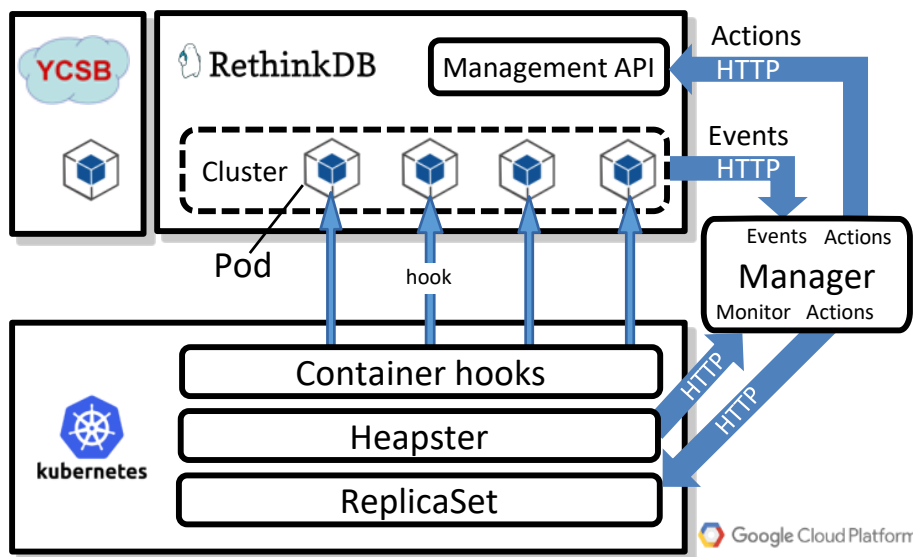 YCSB
RethinkDB
Management API
Actions
HTTP
Cluster
Events
HTTP
Pod
hook
Events Actions
Manager
Monitor Actions
HTTP
HTTP
Container hooks
Heapster
ReplicaSet
kubernetes
Google Cloud Platform